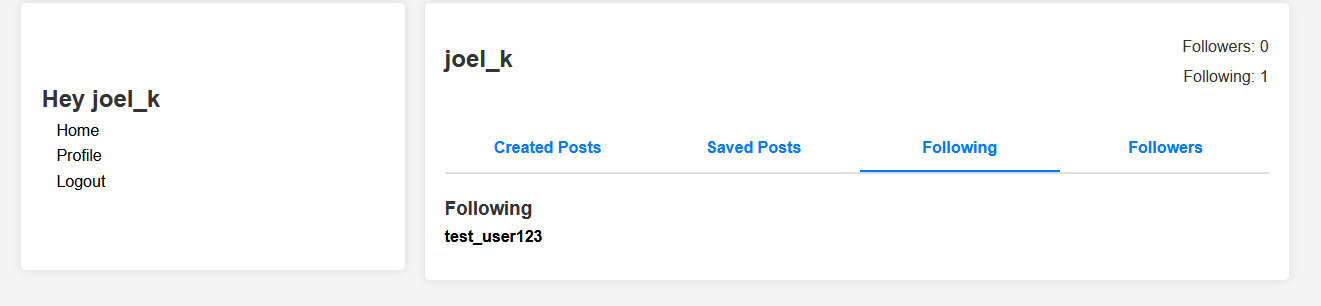 Hey joel_k
Home
Profile
Logout
joel_k
Followers: 0
Following: 1
Created Posts
Saved Posts
Following
Followers
Following
test_user123